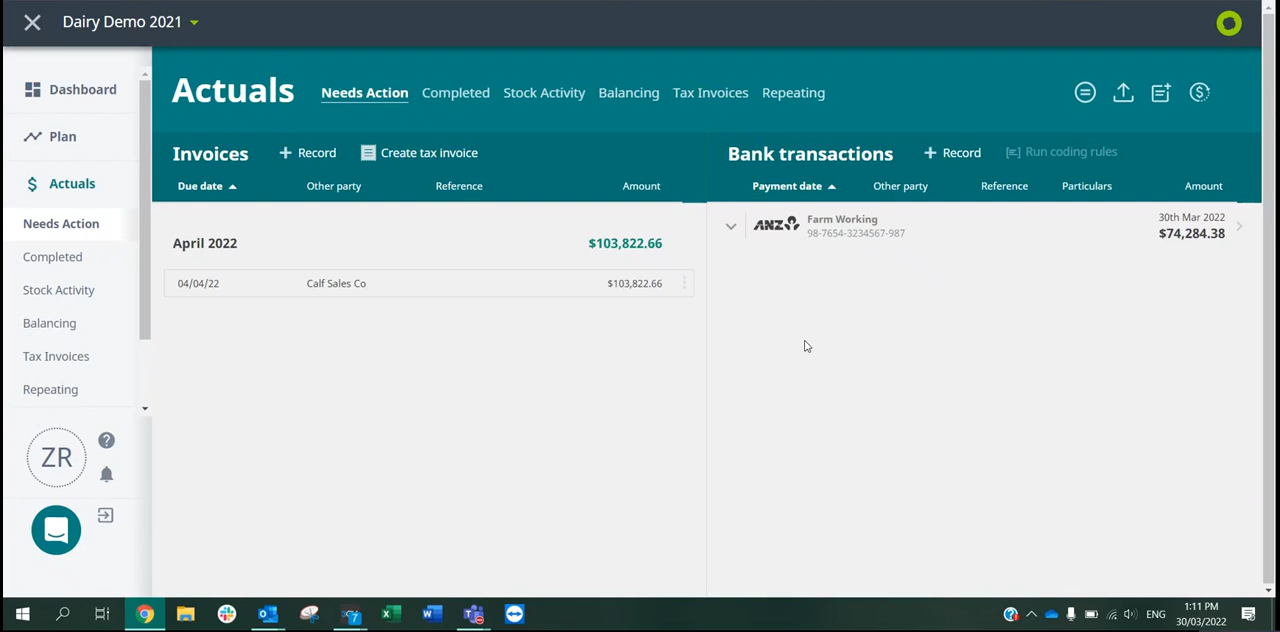 Dairy Demo 2021
Dashboard
Plan
Actuals
Needs Action
Completed
Stock Activity
Balancing
Tax Invoices
Repeating
ZR
?
Actuals
Needs Action Completed Stock Activity Balancing Tax Invoices Repeating
Invoices + Record Create tax invoice
Due date Other party Reference Amount
April 2022 $103,822.66
04/04/22 Calf Sales Co $103,822.66
Bank transactions + Record Run coding rules
Payment date Other party Reference Particulars Amount
ANZ Farm Working 30th Mar 2022
98-7654-3234567-987 $74,284.38
ENG 1:11 PM
30/03/2022